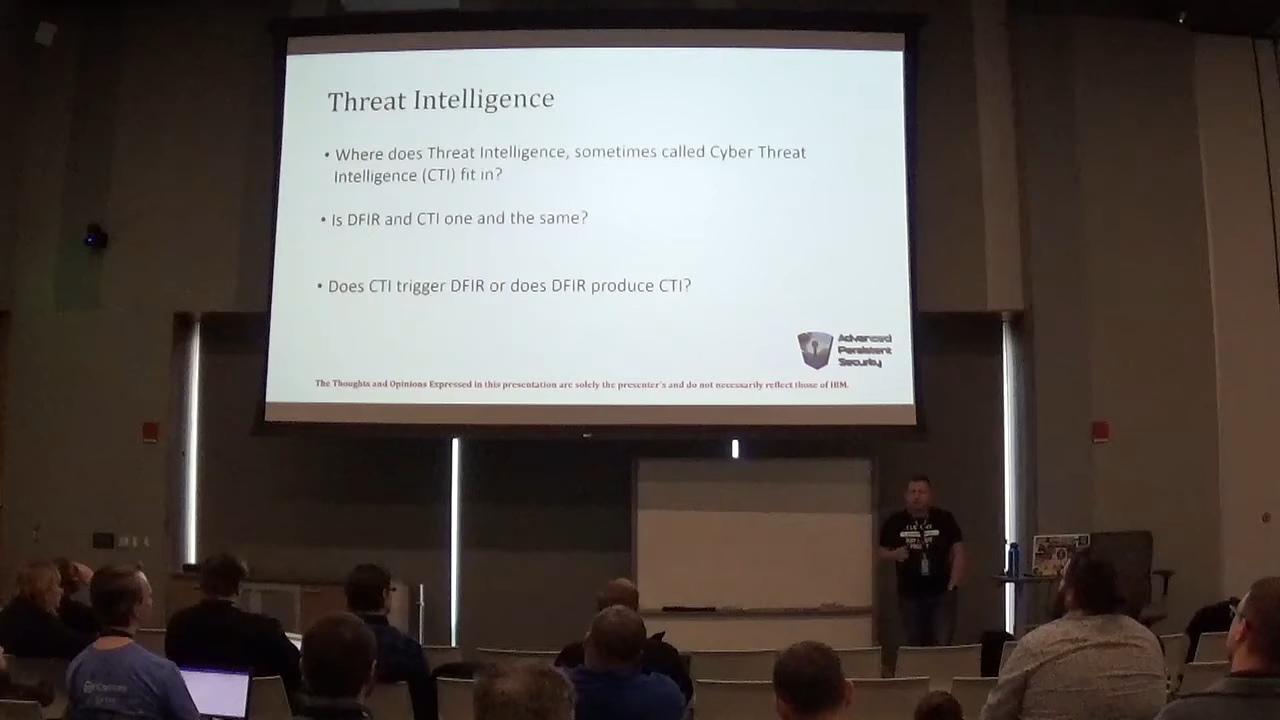 Threat Intelligence
• Where does Threat Intelligence, sometimes called Cyber Threat
Intelligence (CTI) fit in?
• Is DFIR and CTI one and the same?
• Does CTI trigger DFIR or does DFIR produce CTI?
Advanced
Persistent
Security
The Thoughts and Opinions Expressed in this presentation are solely the presenter's and do not necessarily reflect those of IBM.